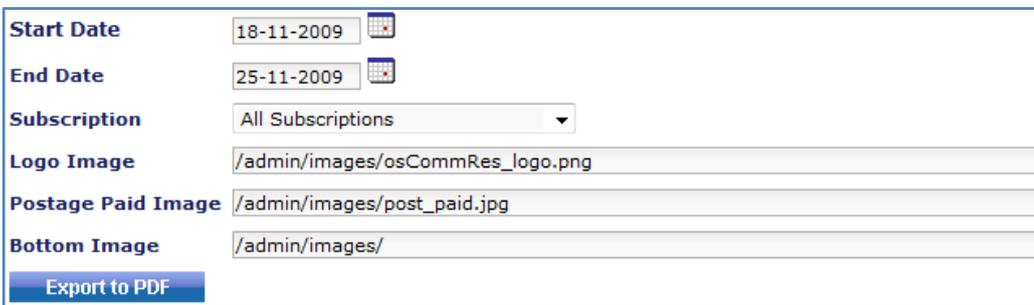 Start Date 18-11-2009
End Date 25-11-2009
Subscription All Subscriptions
Logo Image /admin/images/osCommRes_logo.png
Postage Paid Image /admin/images/post_paid.jpg
Bottom Image /admin/images/
Export to PDF